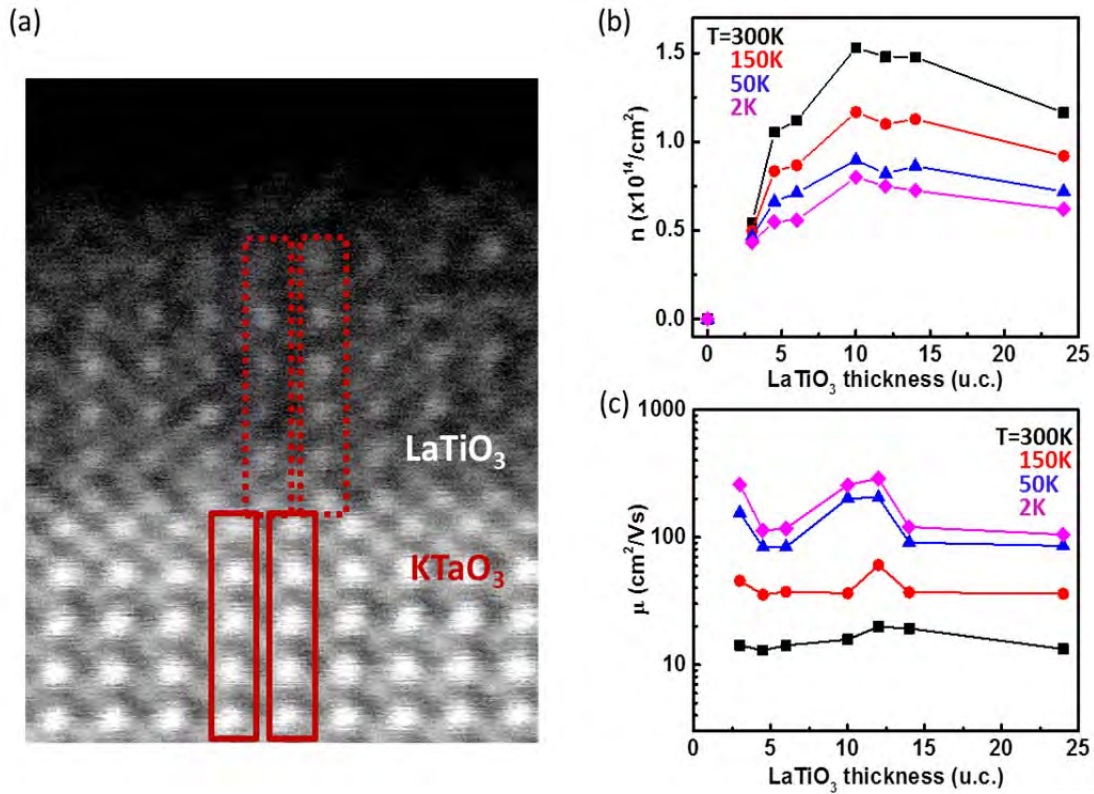 (a)
LaTiO₃
KTaO₃
(b)
T=300K
150K
50K
2K
n (x10¹⁴/cm²)
1.5
1.0
0.5
0.0
0 5 10 15 20 25
LaTiO₃ thickness (u.c.)
(c)
T=300K
150K
50K
2K
μ (cm²/Vs)
1000
100
10
0 5 10 15 20 25
LaTiO₃ thickness (u.c.)